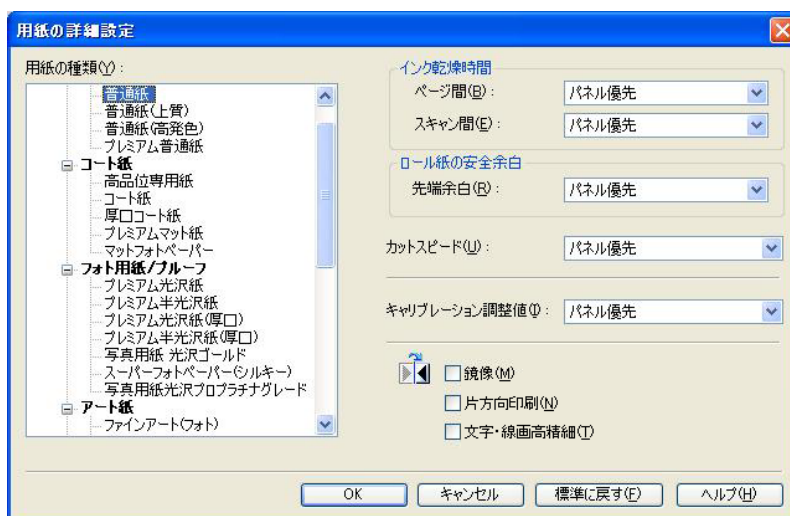 用紙の詳細設定
用紙の種類(Y)：
普通紙
普通紙(上質)
普通紙(高発色)
プレミアム普通紙
コート紙
高品位専用紙
コート紙
厚口コート紙
プレミアムマット紙
マットフォトペーパー
フォト用紙/プルーフ
プレミアム光沢紙
プレミアム半光沢紙
プレミアム光沢紙(厚口)
プレミアム半光沢紙(厚口)
写真用紙 光沢ゴールド
スーパーフォトペーパー(シルキー)
写真用紙光沢プロプラチナグレード
アート紙
ファインアート(フォト)
インク乾燥時間
ページ間(B)： パネル優先
スキャン間(E)： パネル優先
ロール紙の安全余白
先端余白(R)： パネル優先
カットスピード(U)： パネル優先
キャリブレーション調整値(I)： パネル優先
鏡像(M)
片方向印刷(N)
文字・線画高精細(T)
OK キャンセル 標準に戻す(F) ヘルプ(H)